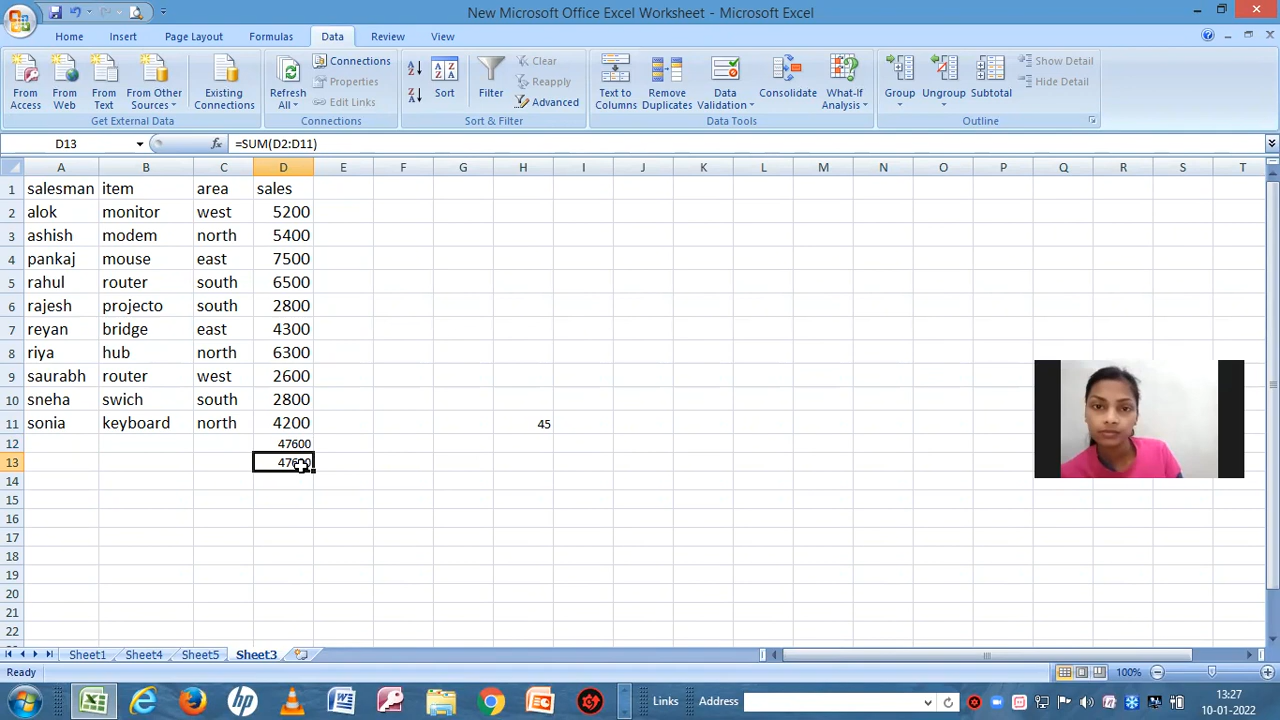 New Microsoft Office Excel Worksheet - Microsoft Excel
Home Insert Page Layout Formulas Data Review View
From Access
From Web
From Text
From Other Sources
Existing Connections
Get External Data
Refresh All
Connections
Properties
Edit Links
Connections
Sort
Filter
Clear
Reapply
Advanced
Sort & Filter
Text to Columns
Remove Duplicates
Data Validation
Consolidate
What-If Analysis
Data Tools
Group
Ungroup
Subtotal
Show Detail
Hide Detail
Outline
D13 fx =SUM(D2:D11)
A B C D E F G H I J K L M N O P Q R S T
1 salesman item area sales
2 alok monitor west 5200
3 ashish modem north 5400
4 pankaj mouse east 7500
5 rahul router south 6500
6 rajesh projecto south 2800
7 reyan bridge east 4300
8 riya hub north 6300
9 saurabh router west 2600
10 sneha swich south 2800
11 sonia keyboard north 4200 45
12 47600
13 47600
14
15
16
17
18
19
20
21
22
Sheet1 Sheet4 Sheet5 Sheet3
Ready 100%
Links Address
13:27
10-01-2022